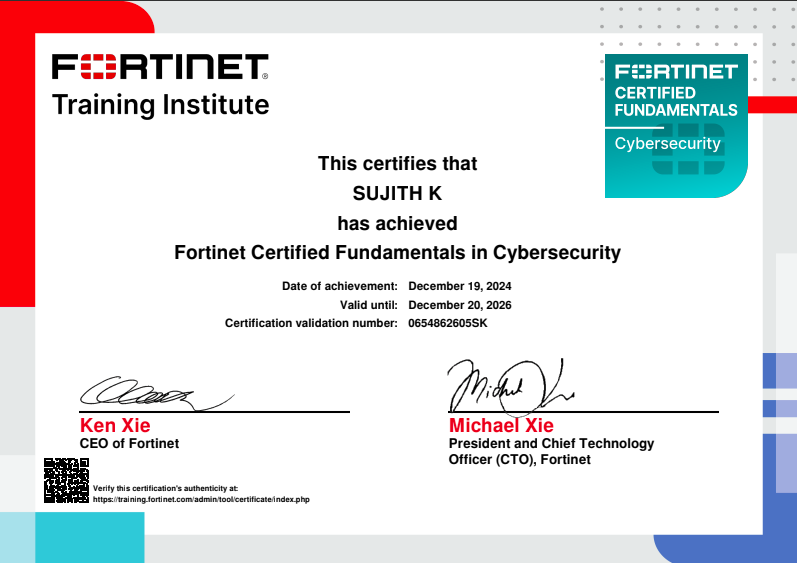 FORTINET®
Training Institute
FORTINET
CERTIFIED
FUNDAMENTALS
Cybersecurity
This certifies that
SUJITH K
has achieved
Fortinet Certified Fundamentals in Cybersecurity
Date of achievement: December 19, 2024
Valid until: December 20, 2026
Certification validation number: 0654862605SK
Ken Xie
CEO of Fortinet
Michael Xie
President and Chief Technology
Officer (CTO), Fortinet
Verify this certification's authenticity at:
https://training.fortinet.com/admin/tool/certificate/index.php